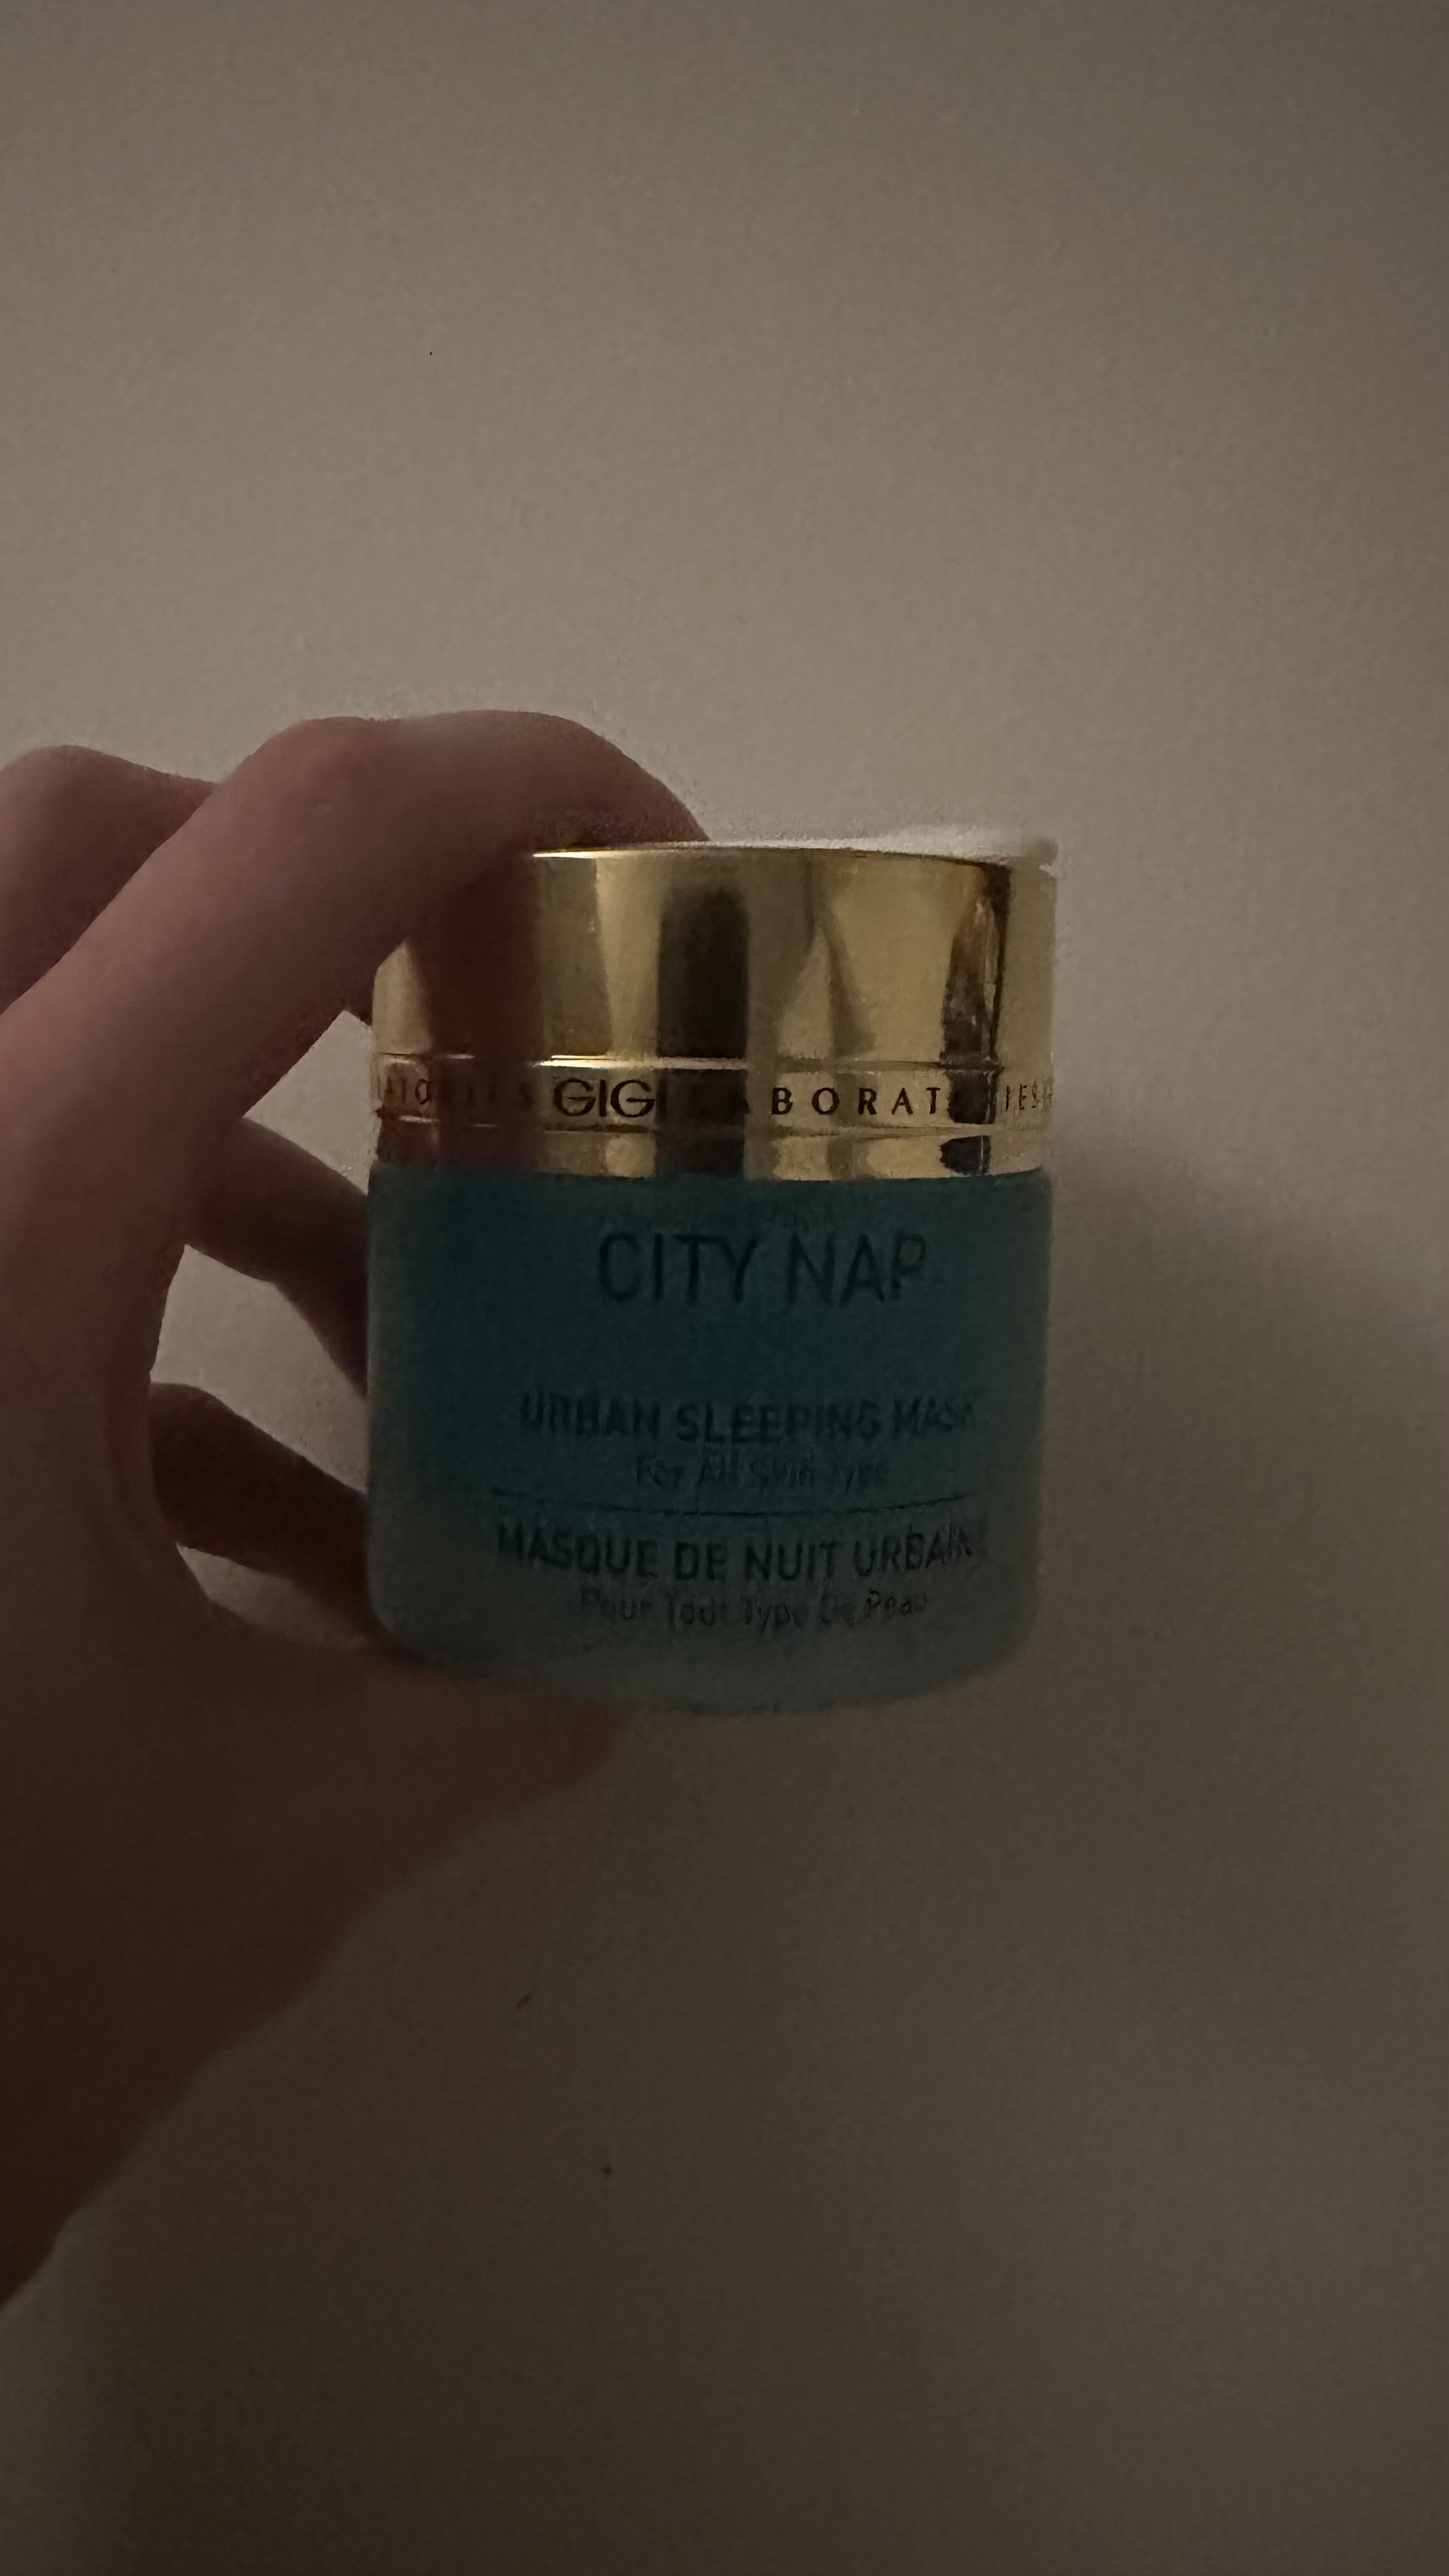 GIGI LABORATORIES
CITY NAP
URBAN SLEEPING MASK
For All Skin Type
MASQUE DE NUIT URBAIN
Pour Tout Type De Peau